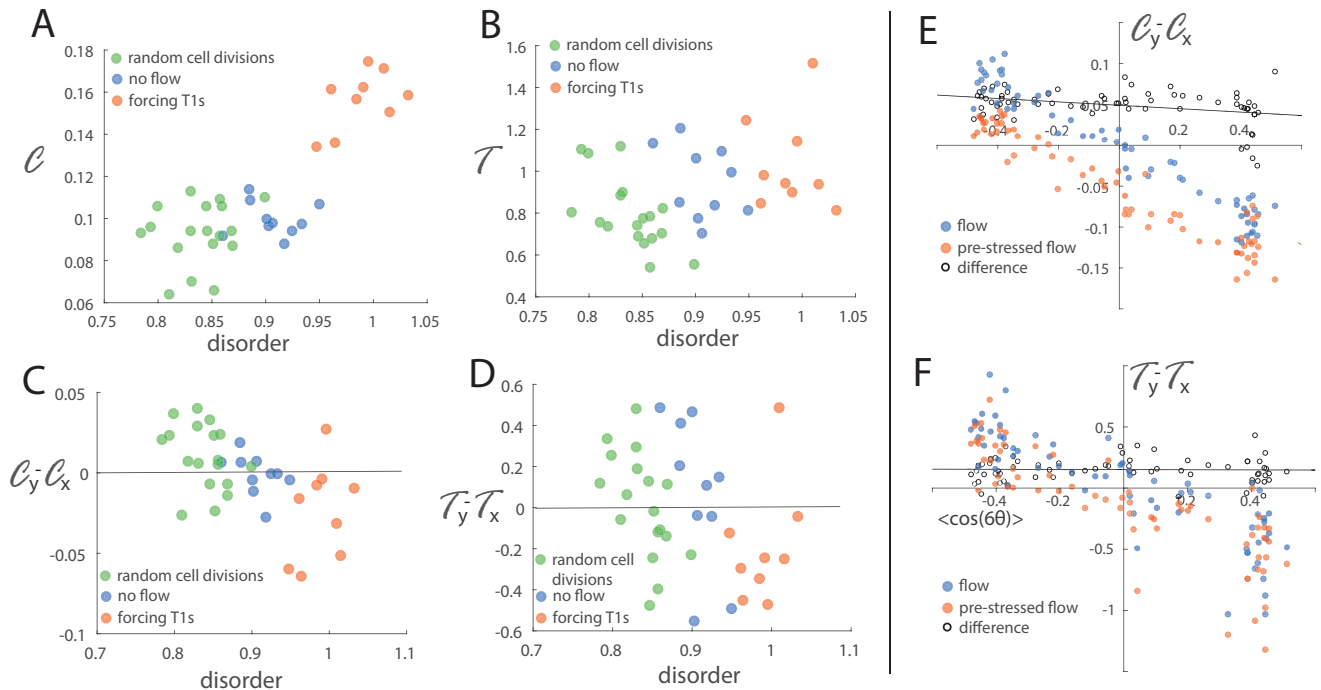 A
0.18
0.16
0.14
0.12
0.1
0.08
0.06
𝒞
random cell divisions
no flow
forcing T1s
0.75
0.8
0.85
0.9
0.95
1
1.05
disorder
B
1.6
1.4
1.2
1
0.8
0.6
0.4
𝒯
random cell divisions
no flow
forcing T1s
0.75
0.8
0.85
0.9
0.95
1
1.05
disorder
C
0.05
0
-0.05
-0.1
𝒞y-𝒞x
random cell divisions
no flow
forcing T1s
0.7
0.8
0.9
1
1.1
disorder
D
0.6
0.4
0.2
0
-0.2
-0.4
-0.6
𝒯y-𝒯x
random cell
divisions
no flow
forcing T1s
0.7
0.8
0.9
1
1.1
disorder
E
𝒞y-𝒞x
0.1
0.05
-0.05
-0.1
-0.15
-0.4
-0.2
0.2
0.4
flow
pre-stressed flow
difference
F
𝒯y-𝒯x
0.5
-0.5
-1
-0.4
-0.2
0.2
0.4
<cos(6θ)>
flow
pre-stressed flow
difference